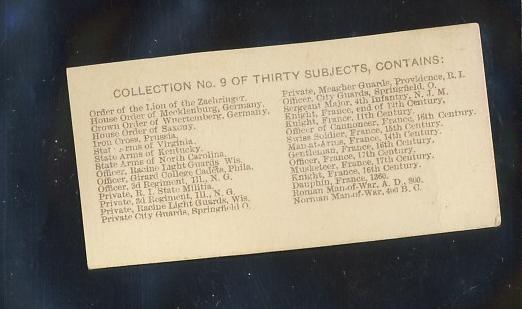 COLLECTION No. 9 OF THIRTY SUBJECTS, CONTAINS:
Order of the Lion of the Zaehringer.
House Order of Mecklenburg, Germany.
Crown Order of Wuertemberg, Germany.
House Order of Saxony.
Iron Cross, Prussia.
Stat Arms of Virginia.
State Arms of Kentucky.
State Arms of North Carolina.
Officer, Racine Light Guards, Wis.
Officer, Girard College Cadets, Phila.
Officer, 3d Regiment, Ill., N. G.
Private, R. I. State Militia.
Private, 3d Regiment, Ill., N. G.
Private, Racine Light Guards, Wis.
Private City Guards, Springfield O.
Private, Meagher Guards, Providence, R. I.
Officer, City Guards, Springfield, O.
Sergeant Major, 4th Infantry, N. J. M.
Knight, France, end of 12th Century.
Knight, France, 11th Century.
Officer of Cantoneer, France, 16th Century.
Swiss Soldier, France, 15th Century.
Man-at-Arms, France, 14th Century.
Gentleman, France, 16th Century.
Officer, France, 17th Century.
Musketeer, France, 17th Century.
Knight, France, 16th Century.
Dauphin, France, 1360.
Roman Man-of-War, A. D., 800.
Norman Man-of-War, 400 B. C.